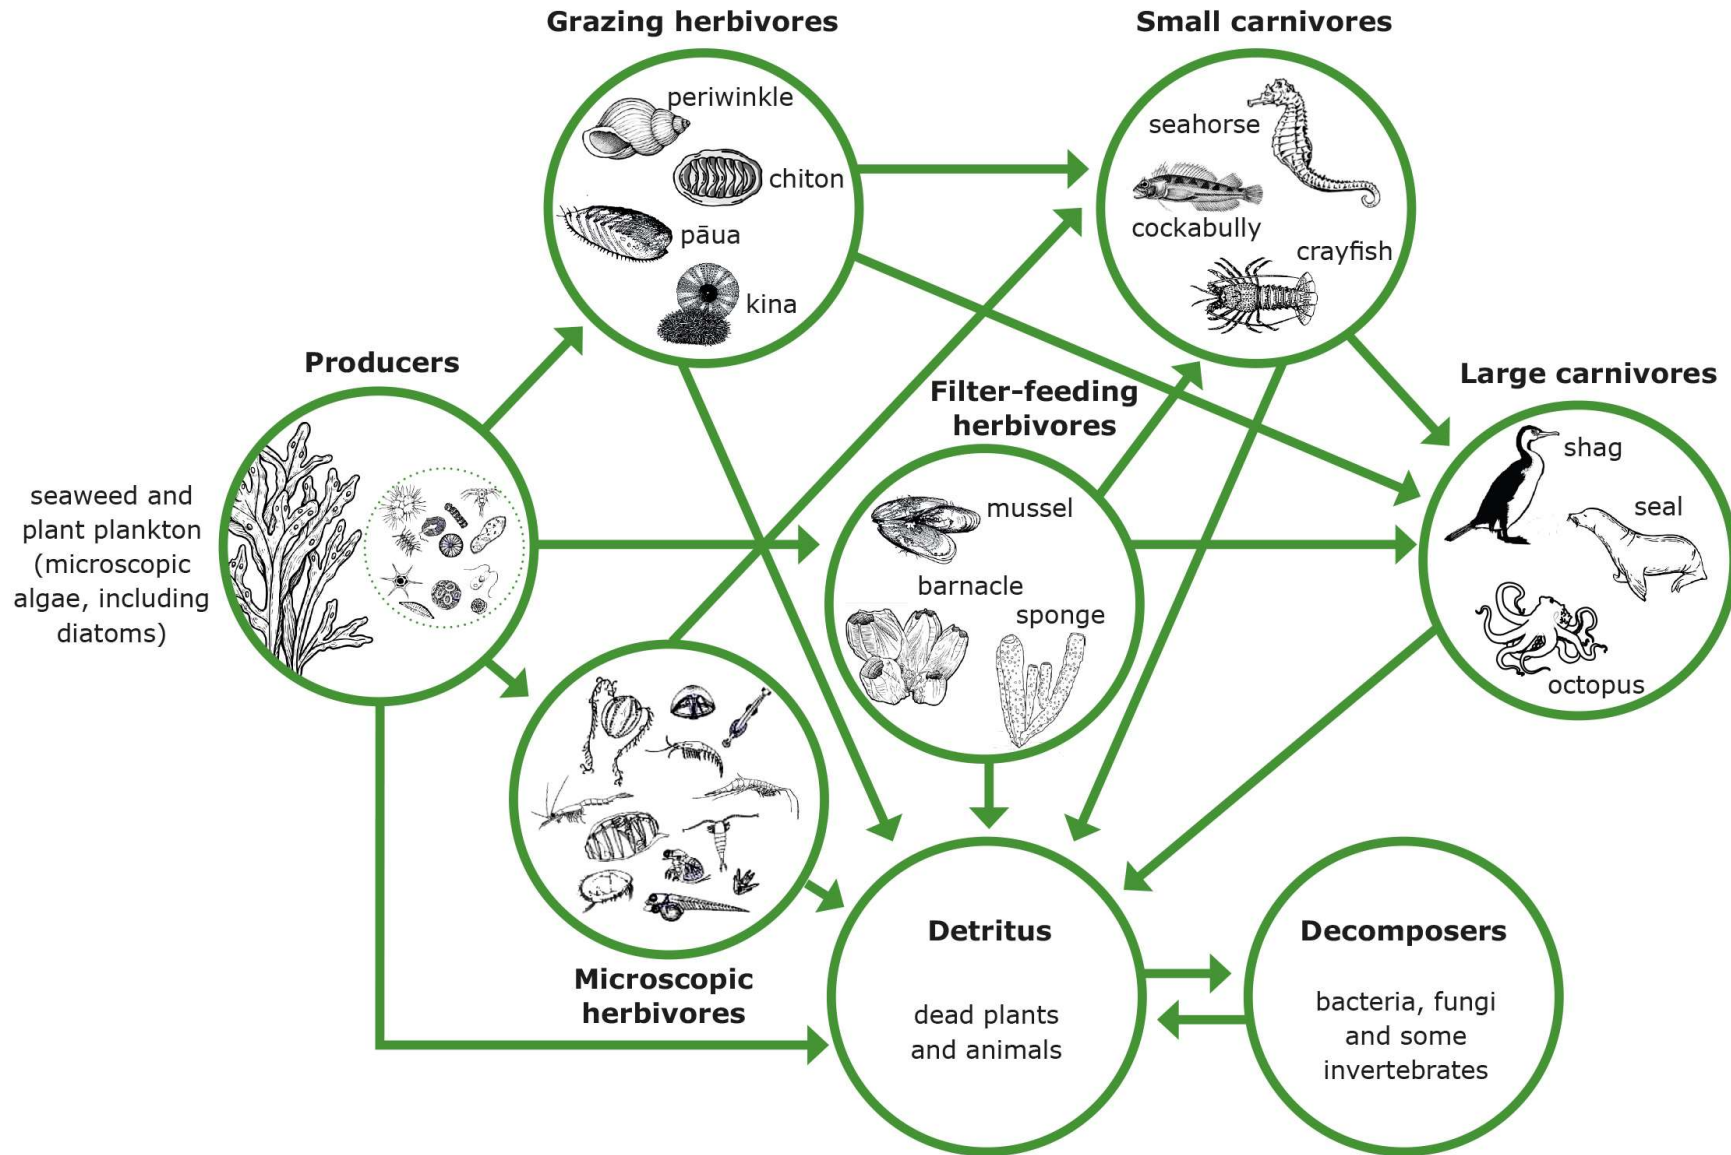 Grazing herbivores
periwinkle
chiton
pāua
kina
Small carnivores
seahorse
cockabully
crayfish
Producers
seaweed and
plant plankton
(microscopic
algae, including
diatoms)
Filter-feeding
herbivores
mussel
barnacle
sponge
Large carnivores
shag
seal
octopus
Microscopic
herbivores
Detritus
dead plants
and animals
Decomposers
bacteria, fungi
and some
invertebrates